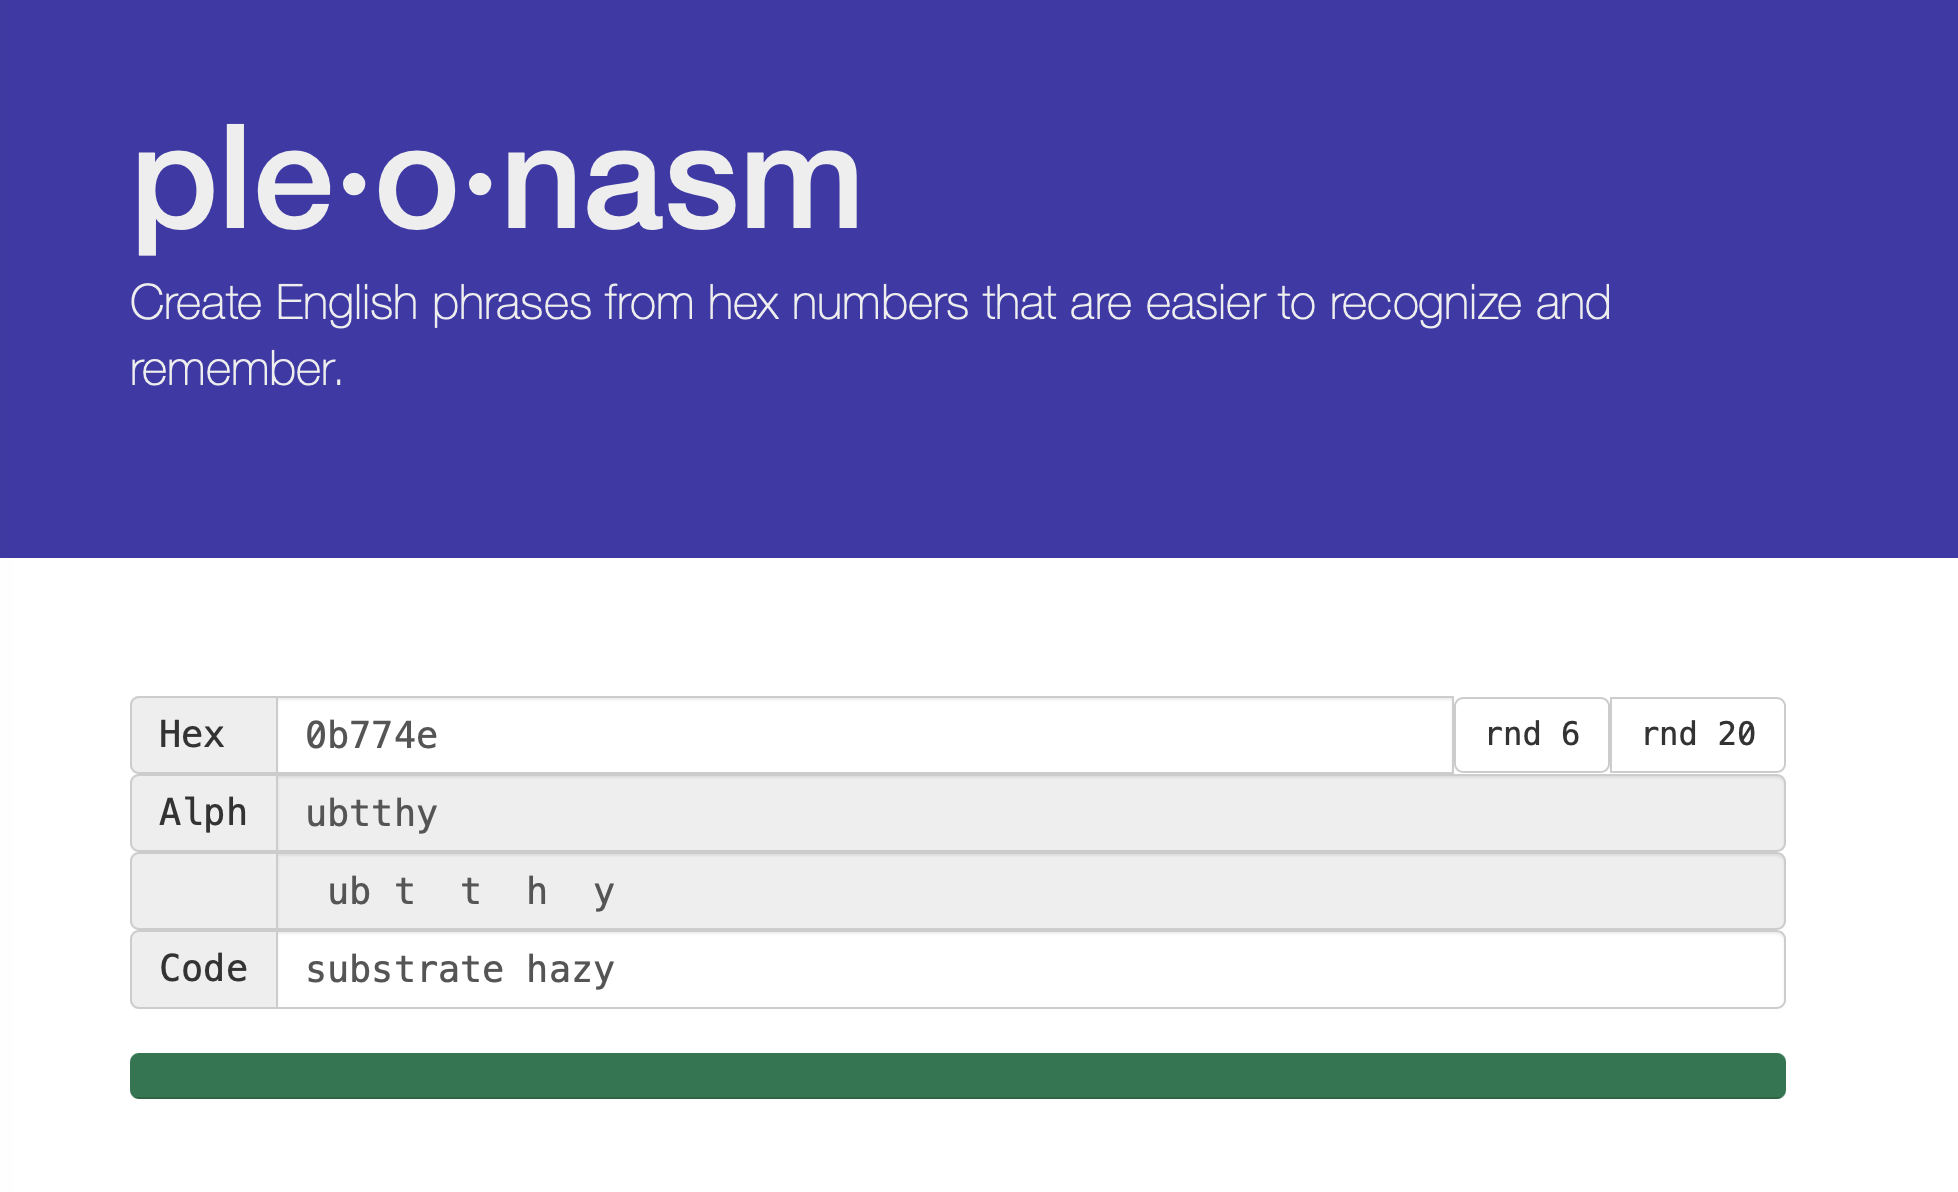 ple·o·nasm
Create English phrases from hex numbers that are easier to recognize and
remember.
Hex 0b774e rnd 6 rnd 20
Alph ubtthy
ub t t h y
Code substrate hazy